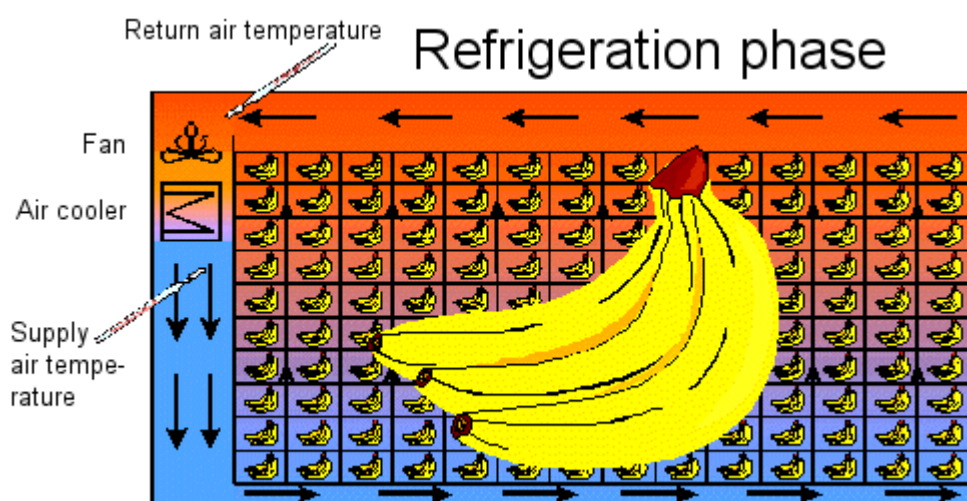 Return air temperature
Refrigeration phase
Fan
Air cooler
Supply
air tempe-
rature